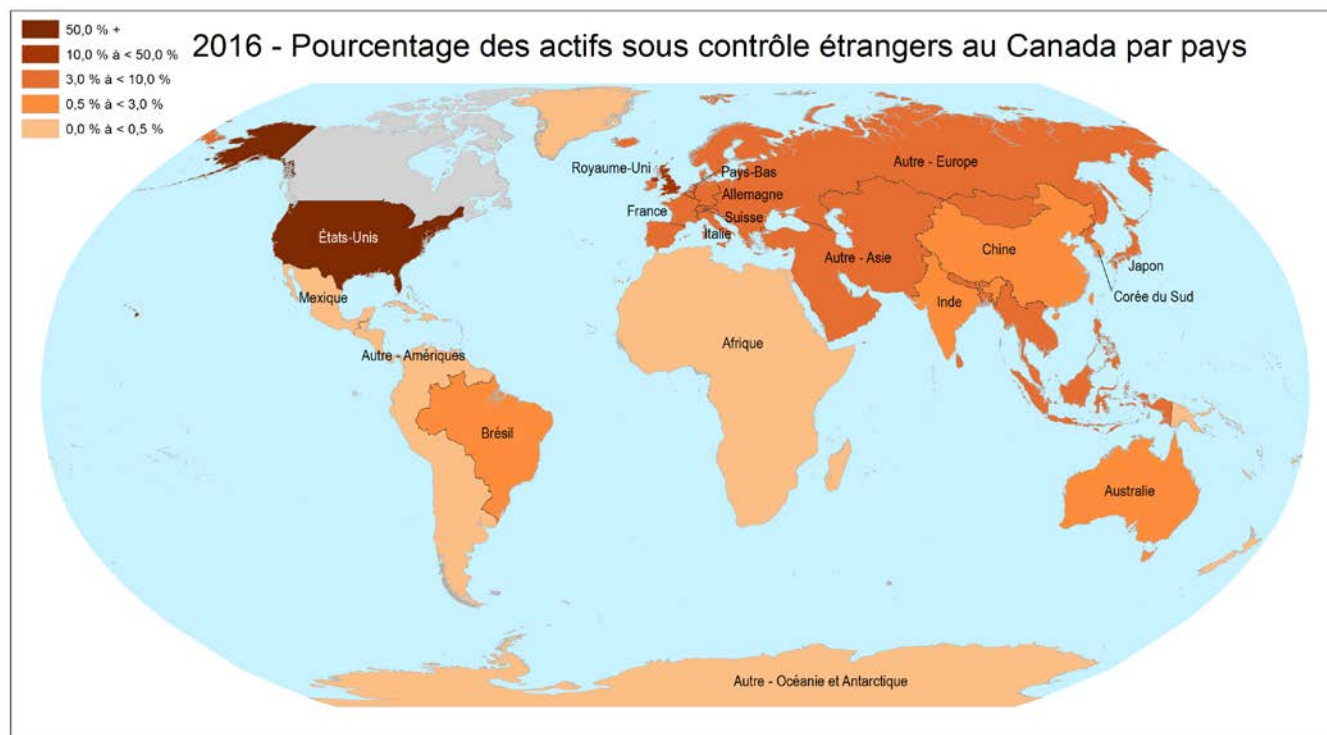 50,0 % +
10,0 % à < 50,0 %
3,0 % à < 10,0 %
0,5 % à < 3,0 %
0,0 % à < 0,5 %
2016 - Pourcentage des actifs sous contrôle étrangers au Canada par pays
Royaume-Uni
Pays-Bas
Autre - Europe
Allemagne
France
Suisse
Italie
États-Unis
Chine
Autre - Asie
Japon
Mexique
Inde
Corée du Sud
Autre - Amériques
Afrique
Brésil
Australie
Autre - Océanie et Antarctique